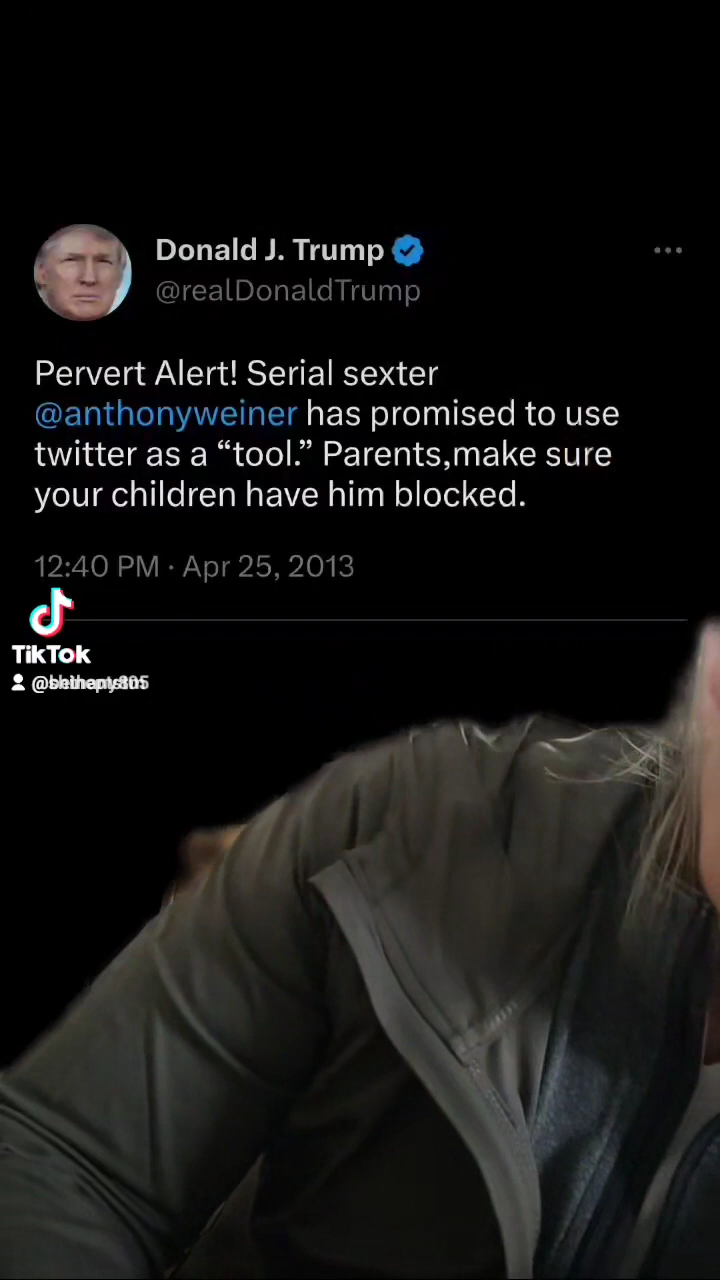 Donald J. Trump
@realDonaldTrump
Pervert Alert! Serial sexter
@anthonyweiner has promised to use
twitter as a “tool.” Parents,make sure
your children have him blocked.
12:40 PM · Apr 25, 2013
TikTok